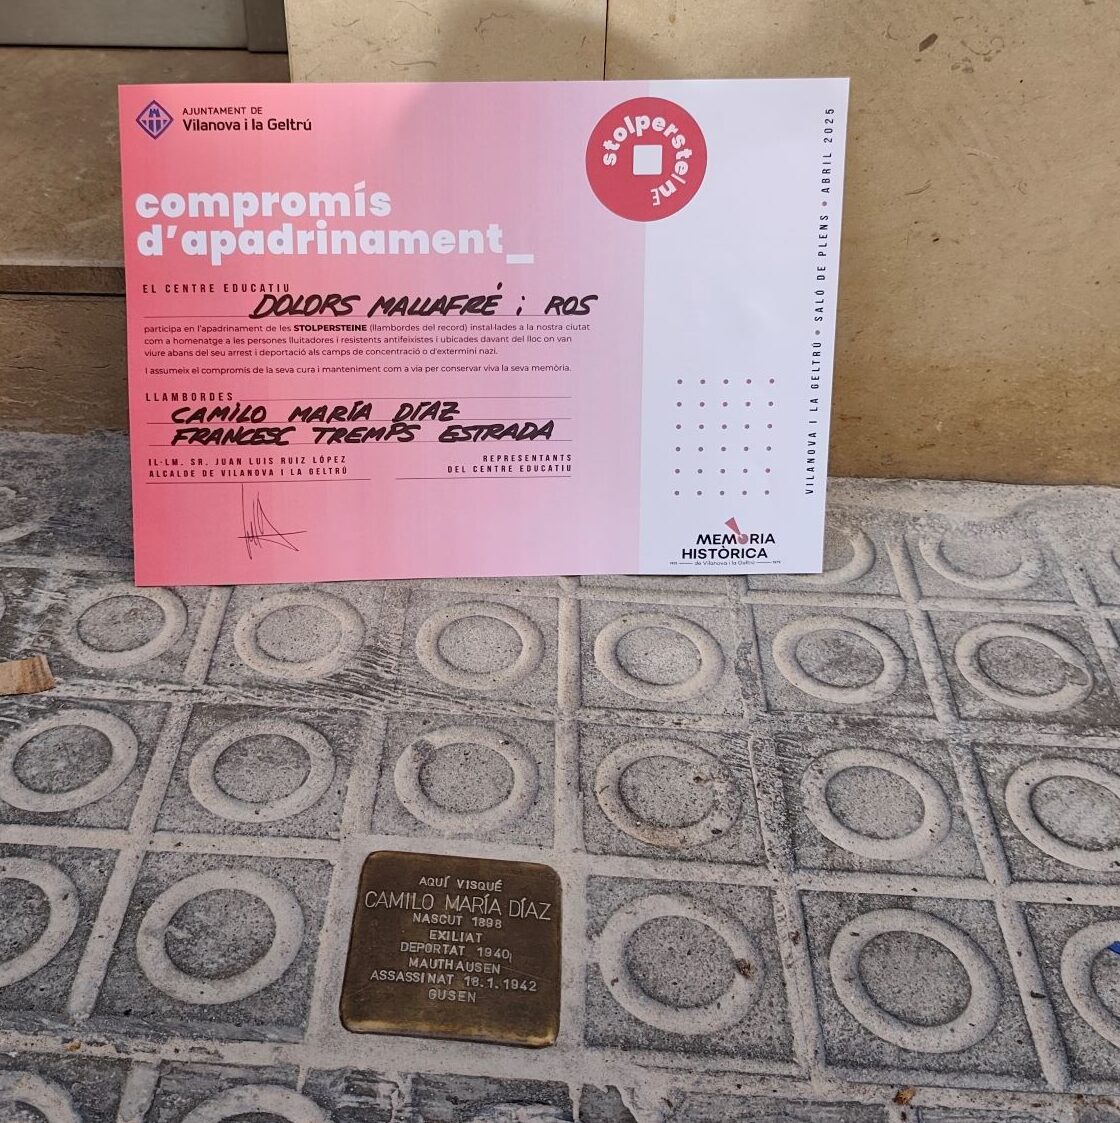 AJUNTAMENT DE
Vilanova i la Geltrú
stolpersteine
compromís
d'apadrinament_
EL CENTRE EDUCATIU
DOLORS MALLAFRÉ i ROS
participa en l'apadrinament de les STOLPERSTEINE (llambordes del record) instal·lades a la nostra ciutat
com a homenatge a les persones lluitadores i resistents antifeixistes i ubicades davant del lloc on van
viure abans del seu arrest i deportació als camps de concentració o d'extermini nazi.
I assumeix el compromís de la seva cura i manteniment com a via per conservar viva la seva memòria.
LLAMBORDES
CAMILO MARÍA DÍAZ
FRANCESC TREMPS ESTRADA
IL·LM. SR. JUAN LUIS RUIZ LÓPEZ
ALCALDE DE VILANOVA I LA GELTRÚ
REPRESENTANTS
DEL CENTRE EDUCATIU
VILANOVA I LA GELTRÚ • SALÓ DE PLENS • ABRIL 2025
MEMÒRIA
HISTÒRICA
de Vilanova i la Geltrú
AQUÍ VISQUÉ
CAMILO MARÍA DÍAZ
NASCUT 1898
EXILIAT
DEPORTAT 1940
MAUTHAUSEN
ASSASSINAT 18.1.1942
GUSEN